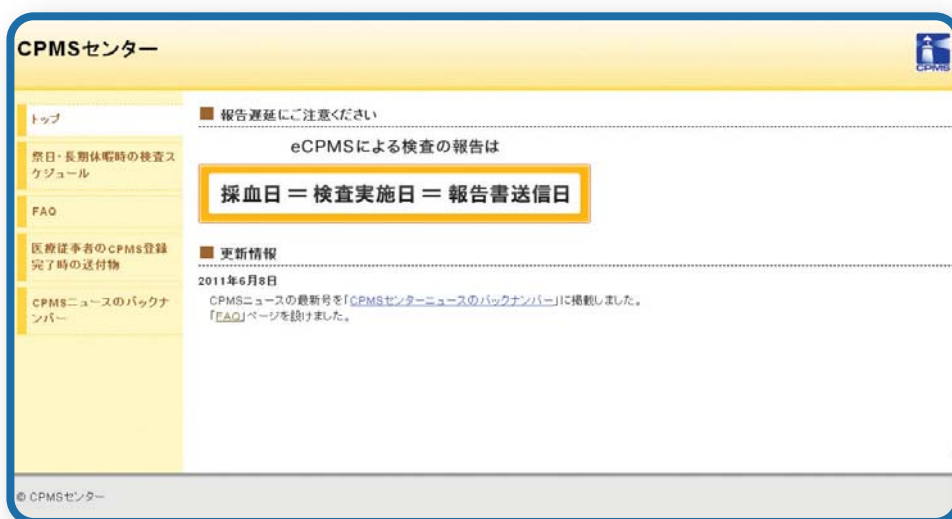 CPMSセンター
CPMS
トップ
祭日・長期休暇時の検査ス
ケジュール
FAQ
医療従事者のCPMS登録
完了時の送付物
CPMSニュースのバックナ
ンバー
報告遅延にご注意ください
eCPMSによる検査の報告は
採血日＝検査実施日＝報告書送信日
更新情報
2011年6月8日
CPMSニュースの最新号を「CPMSセンターニュースのバックナンバー」に掲載しました。
「FAQ」ページを設けました。
© CPMSセンター